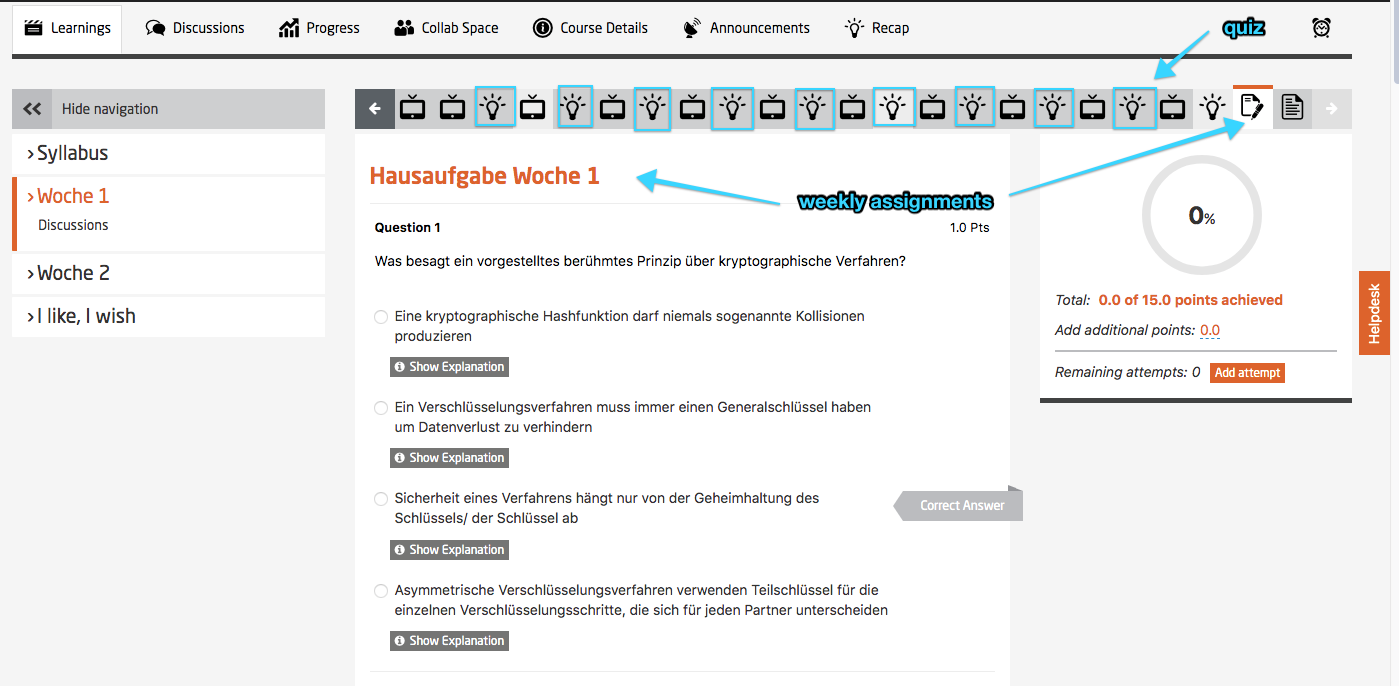 Learnings
Discussions
Progress
Collab Space
Course Details
Announcements
Recap
quiz
Hide navigation
›Syllabus
›Woche 1
Discussions
›Woche 2
›I like, I wish
Hausaufgabe Woche 1
weekly assignments
Question 1
1.0 Pts
Was besagt ein vorgestelltes berühmtes Prinzip über kryptographische Verfahren?
Eine kryptographische Hashfunktion darf niemals sogenannte Kollisionen
produzieren
Show Explanation
Ein Verschlüsselungsverfahren muss immer einen Generalschlüssel haben
um Datenverlust zu verhindern
Show Explanation
Sicherheit eines Verfahrens hängt nur von der Geheimhaltung des
Schlüssels/ der Schlüssel ab
Correct Answer
Show Explanation
Asymmetrische Verschlüsselungsverfahren verwenden Teilschlüssel für die
einzelnen Verschlüsselungsschritte, die sich für jeden Partner unterscheiden
Show Explanation
0%
Total: 0.0 of 15.0 points achieved
Add additional points: 0.0
Remaining attempts: 0 Add attempt
Helpdesk